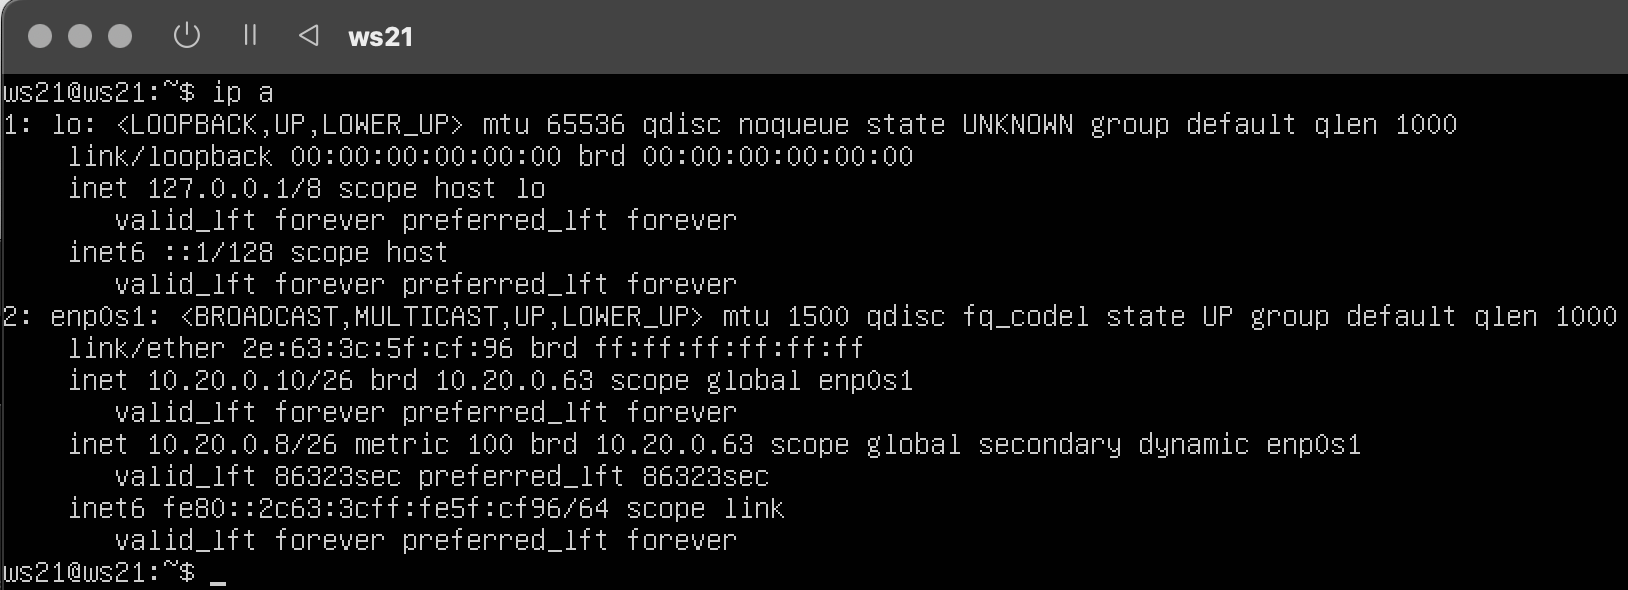 ws21
ws21@ws21:~$ ip a
1: lo: <LOOPBACK,UP,LOWER_UP> mtu 65536 qdisc noqueue state UNKNOWN group default qlen 1000
    link/loopback 00:00:00:00:00:00 brd 00:00:00:00:00:00
    inet 127.0.0.1/8 scope host lo
       valid_lft forever preferred_lft forever
    inet6 ::1/128 scope host
       valid_lft forever preferred_lft forever
2: enp0s1: <BROADCAST,MULTICAST,UP,LOWER_UP> mtu 1500 qdisc fq_codel state UP group default qlen 1000
    link/ether 2e:63:3c:5f:cf:96 brd ff:ff:ff:ff:ff:ff
    inet 10.20.0.10/26 brd 10.20.0.63 scope global enp0s1
       valid_lft forever preferred_lft forever
    inet 10.20.0.8/26 metric 100 brd 10.20.0.63 scope global secondary dynamic enp0s1
       valid_lft 86323sec preferred_lft 86323sec
    inet6 fe80::2c63:3cff:fe5f:cf96/64 scope link
       valid_lft forever preferred_lft forever
ws21@ws21:~$ _